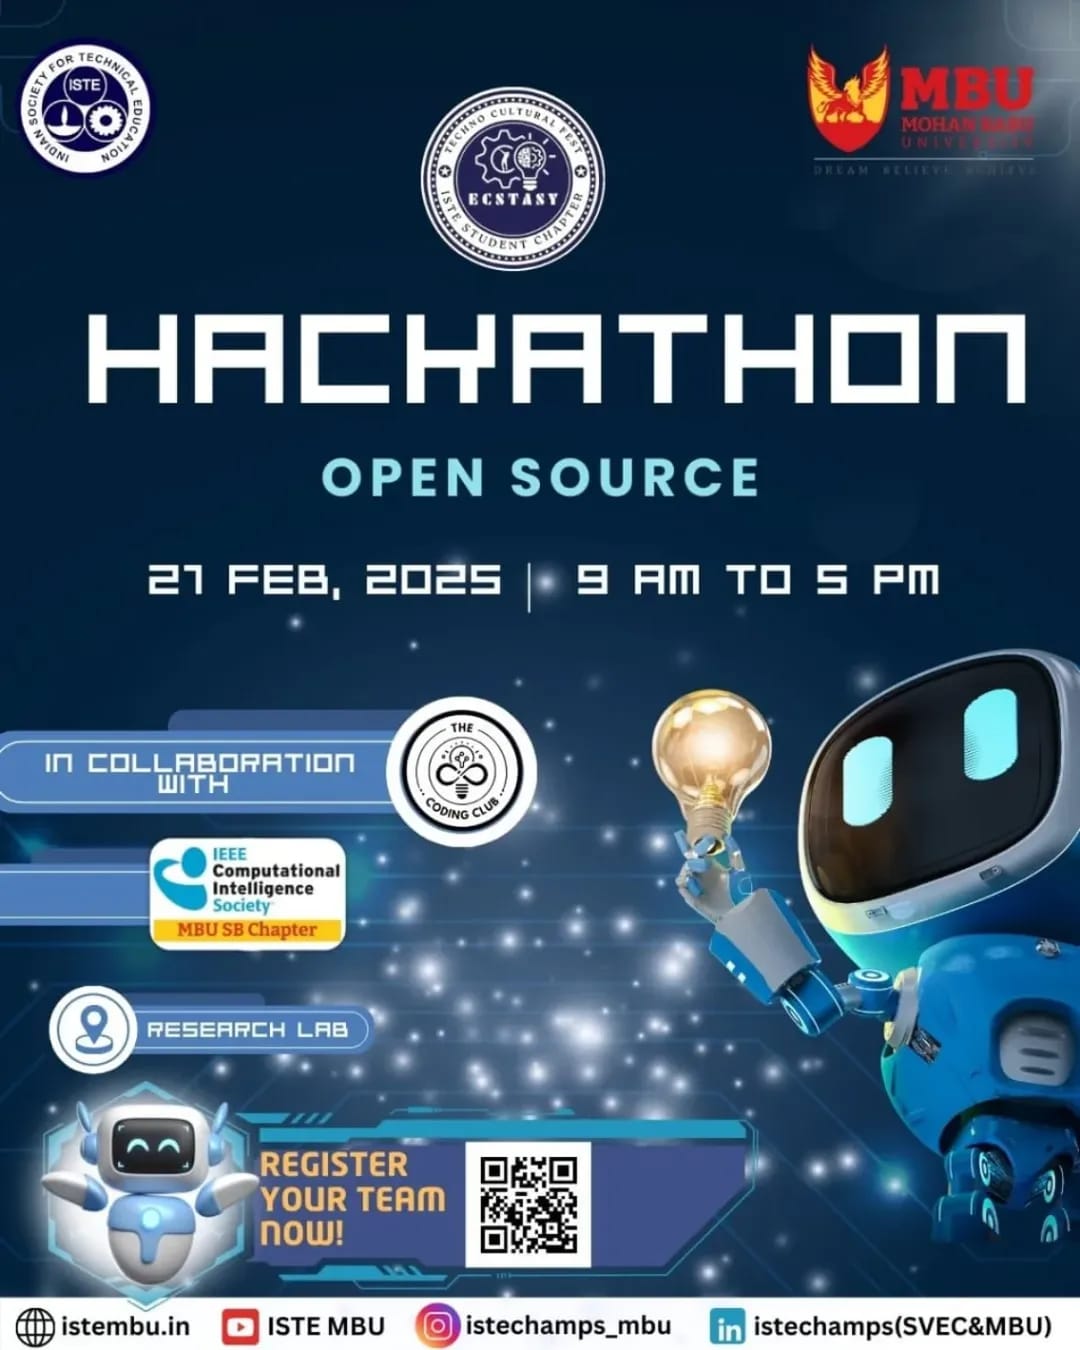 INDIAN SOCIETY FOR TECHNICAL EDUCATION
ISTE
TECHNO CULTURAL FEST
ECSTASY
ISTE STUDENT CHAPTER
MBU
MOHAN BABU
UNIVERSITY
DREAM BELIEVE ACHIEVE
HACKATHON
OPEN SOURCE
27 FEB, 2025 | 9 AM TO 5 PM
IN COLLABORATION
WITH
THE
CODING CLUB
IEEE
Computational
Intelligence
Society
MBU SB Chapter
RESEARCH LAB
REGISTER
YOUR TEAM
NOW!
istembu.in
ISTE MBU
istechamps_mbu
in
istechamps(SVEC&MBU)